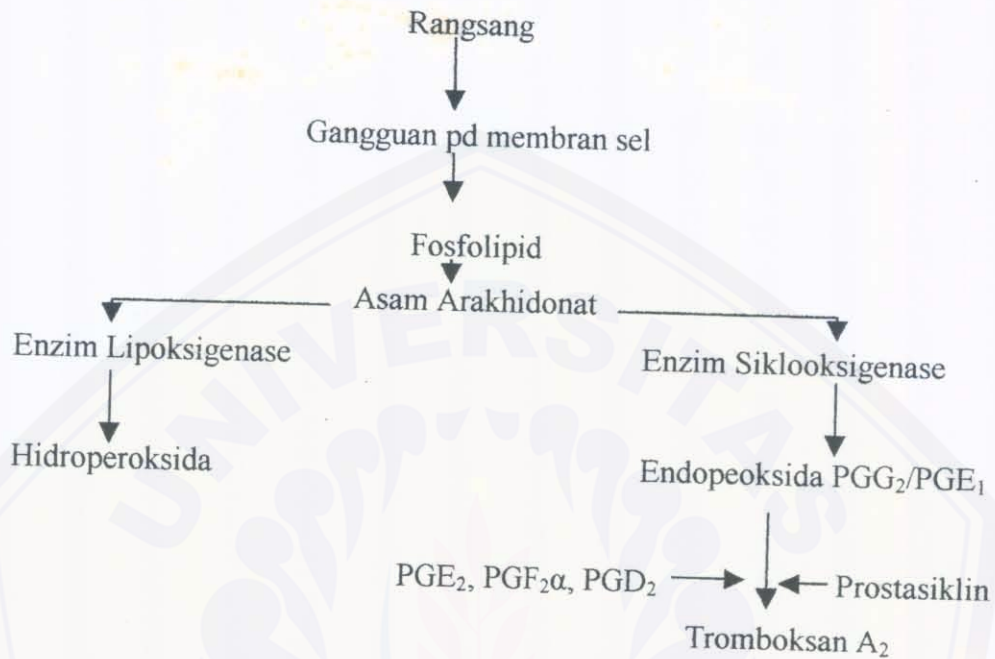 Rangsang
Gangguan pd membran sel
Fosfolipid
Asam Arakhidonat
Enzim Lipoksigenase
Enzim Siklooksigenase
Hidroperoksida
Endopeoksida PGG₂/PGE₁
PGE₂, PGF₂α, PGD₂
Prostasiklin
Tromboksan A₂
UNIVERSITAS